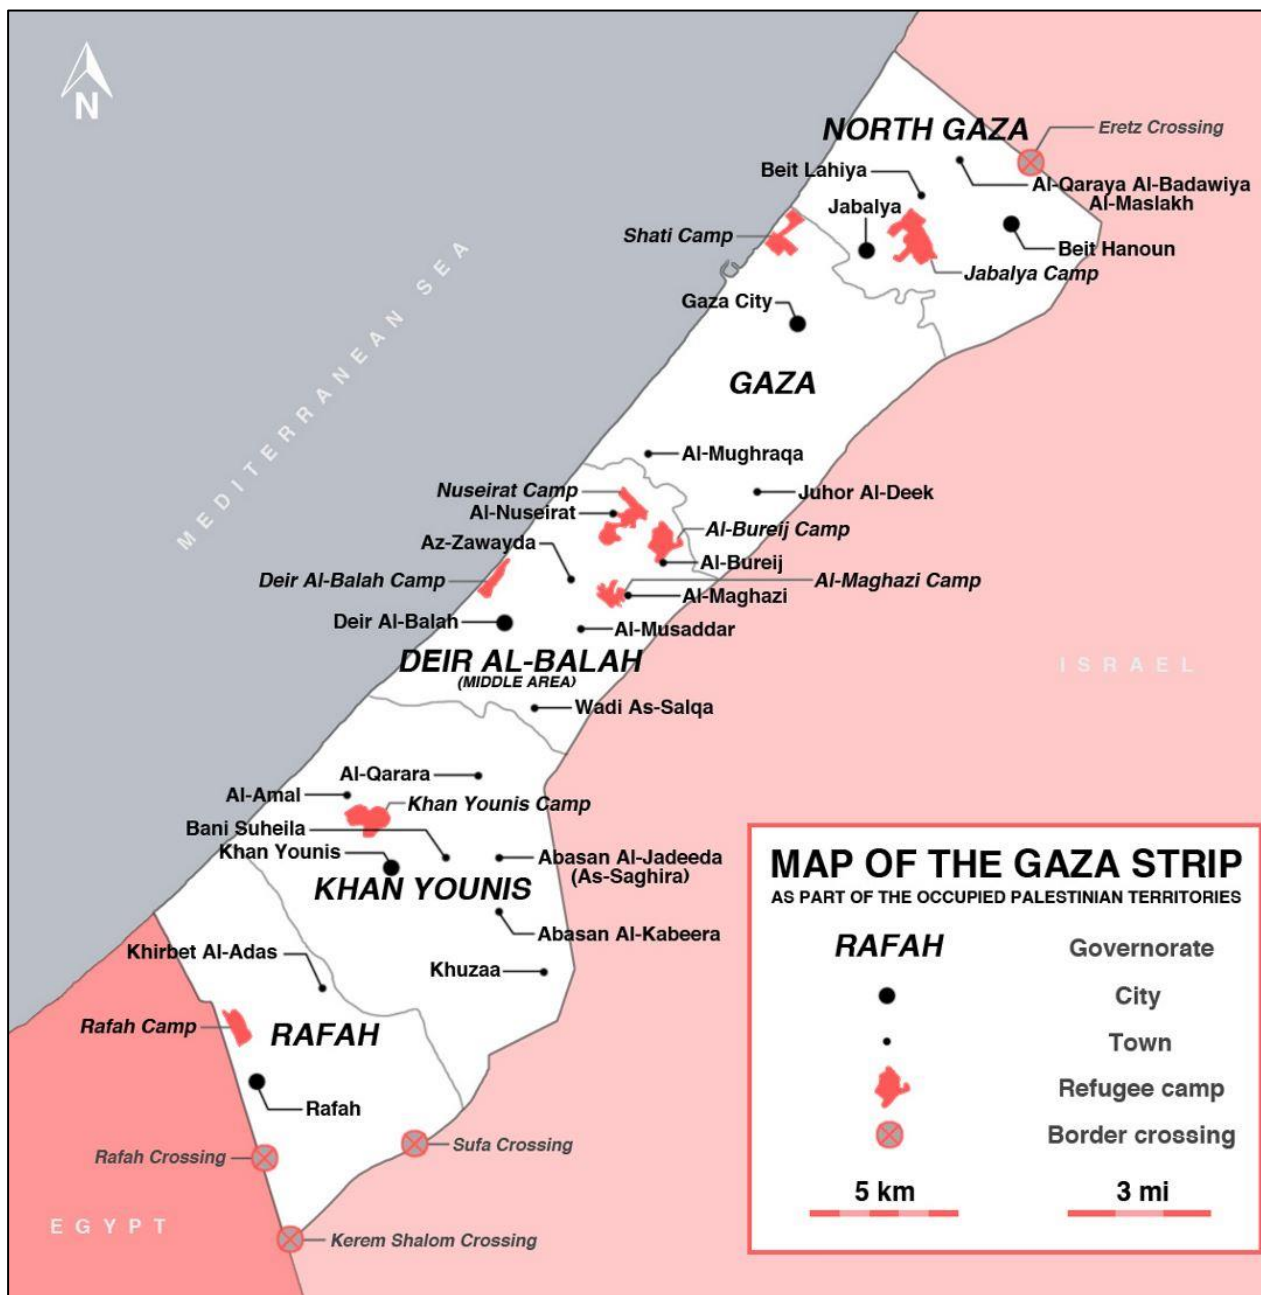 N
MEDITERRANEAN SEA
NORTH GAZA
Eretz Crossing
Beit Lahiya
Al-Qaraya Al-Badawiya
Al-Maslakh
Jabalya
Shati Camp
Beit Hanoun
Jabalya Camp
Gaza City
GAZA
Al-Mughraqa
Nuseirat Camp
Juhor Al-Deek
Al-Nuseirat
Al-Bureij Camp
Az-Zawayda
Al-Bureij
Deir Al-Balah Camp
Al-Maghazi Camp
Al-Maghazi
Deir Al-Balah
Al-Musaddar
DEIR AL-BALAH
(MIDDLE AREA)
ISRAEL
Wadi As-Salqa
Al-Qarara
Al-Amal
Khan Younis Camp
Bani Suheila
Khan Younis
Abasan Al-Jadeeda
(As-Saghira)
KHAN YOUNIS
Abasan Al-Kabeera
Khirbet Al-Adas
Khuzaa
Rafah Camp
RAFAH
Rafah
Sufa Crossing
Rafah Crossing
EGYPT
Kerem Shalom Crossing
MAP OF THE GAZA STRIP
AS PART OF THE OCCUPIED PALESTINIAN TERRITORIES
RAFAH Governorate
City
Town
Refugee camp
Border crossing
5 km 3 mi